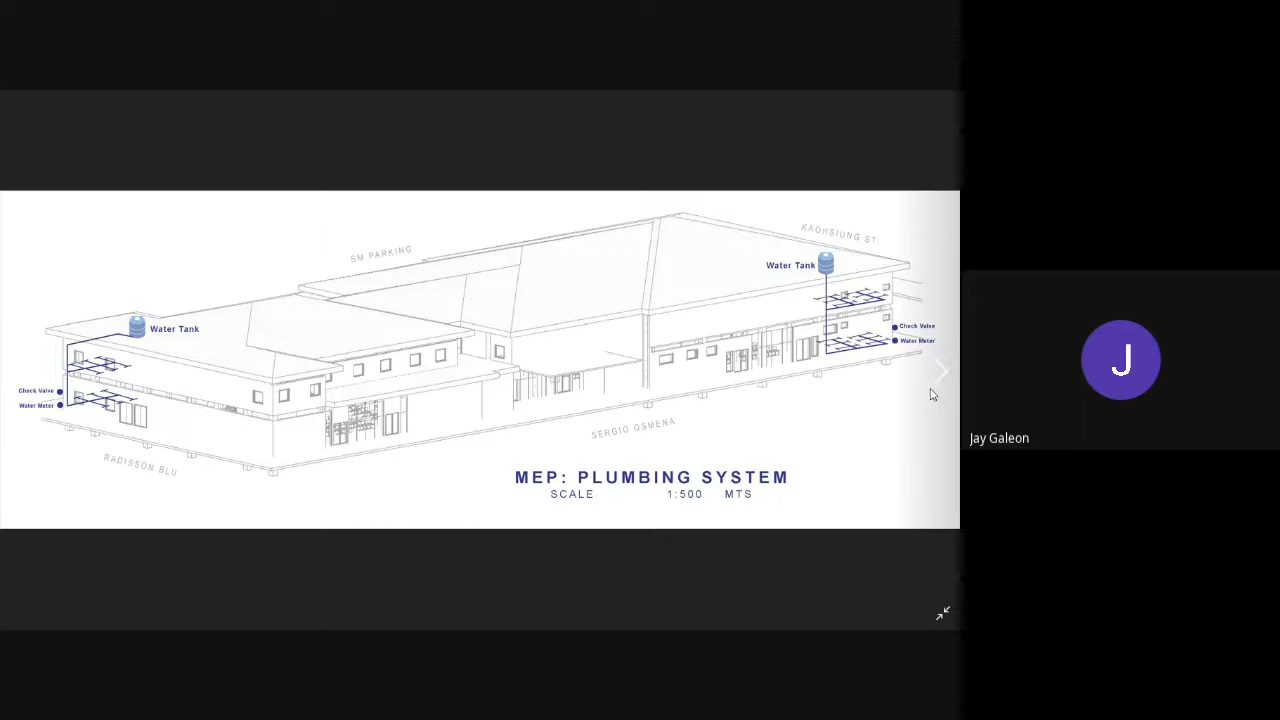 KAOHSIUNG ST.
SM PARKING
Water Tank
Water Tank
Check Valve
Water Meter
Check Valve
Water Meter
SERGIO OSMENA
RADISSON BLU
MEP: PLUMBING SYSTEM
SCALE 1:500 MTS
J
Jay Galeon